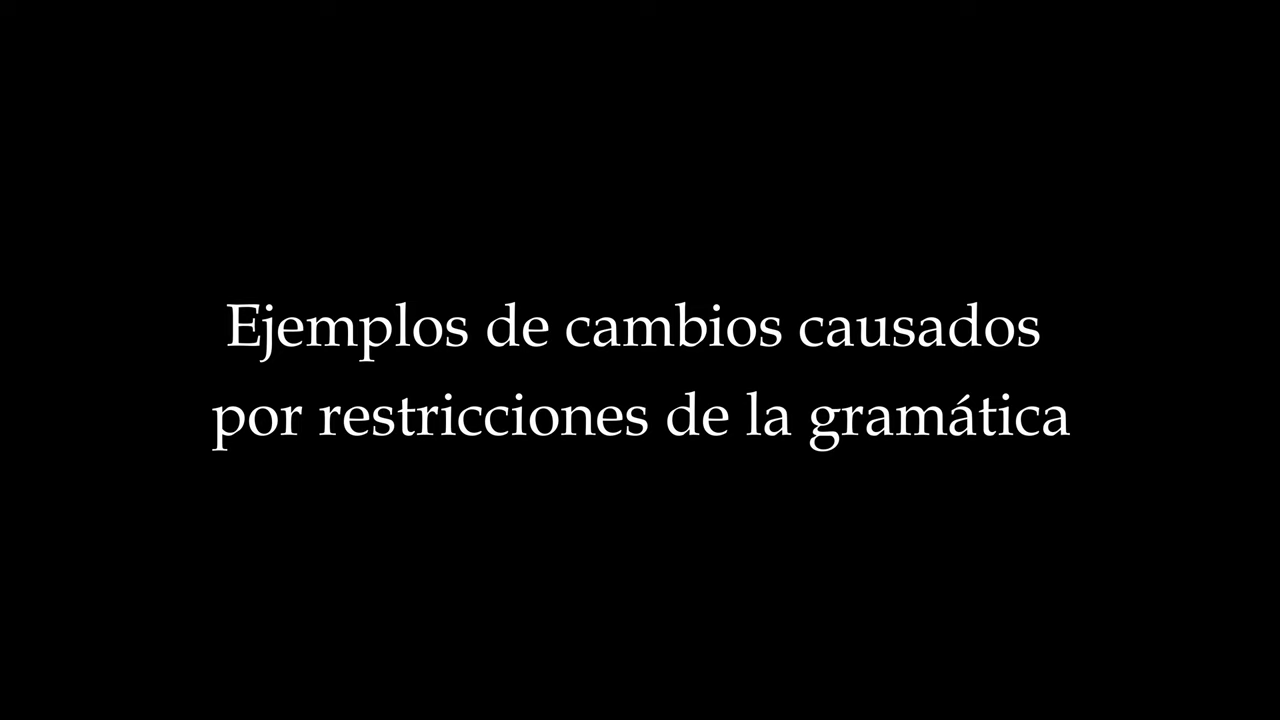 Ejemplos de cambios causados
por restricciones de la gramática